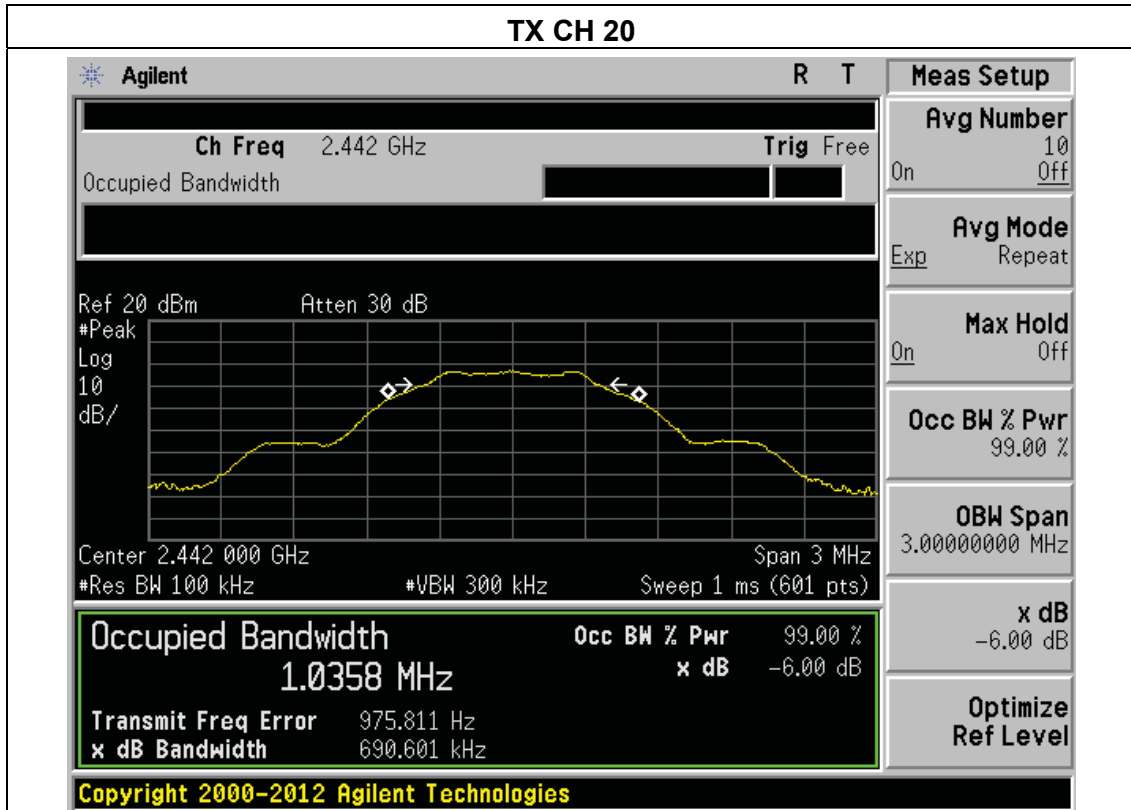 TX CH 20
Agilent R T Meas Setup
Ch Freq 2.442 GHz Trig Free
Occupied Bandwidth
Avg Number
10
On Off
Avg Mode
Exp Repeat
Max Hold
On Off
Occ BW % Pwr
99.00 %
OBW Span
3.00000000 MHz
x dB
-6.00 dB
Optimize
Ref Level
Ref 20 dBm Atten 30 dB
#Peak
Log
10
dB/
Center 2.442 000 GHz Span 3 MHz
#Res BW 100 kHz #VBW 300 kHz Sweep 1 ms (601 pts)
Occupied Bandwidth Occ BW % Pwr 99.00 %
1.0358 MHz x dB -6.00 dB
Transmit Freq Error 975.811 Hz
x dB Bandwidth 690.601 kHz
Copyright 2000-2012 Agilent Technologies